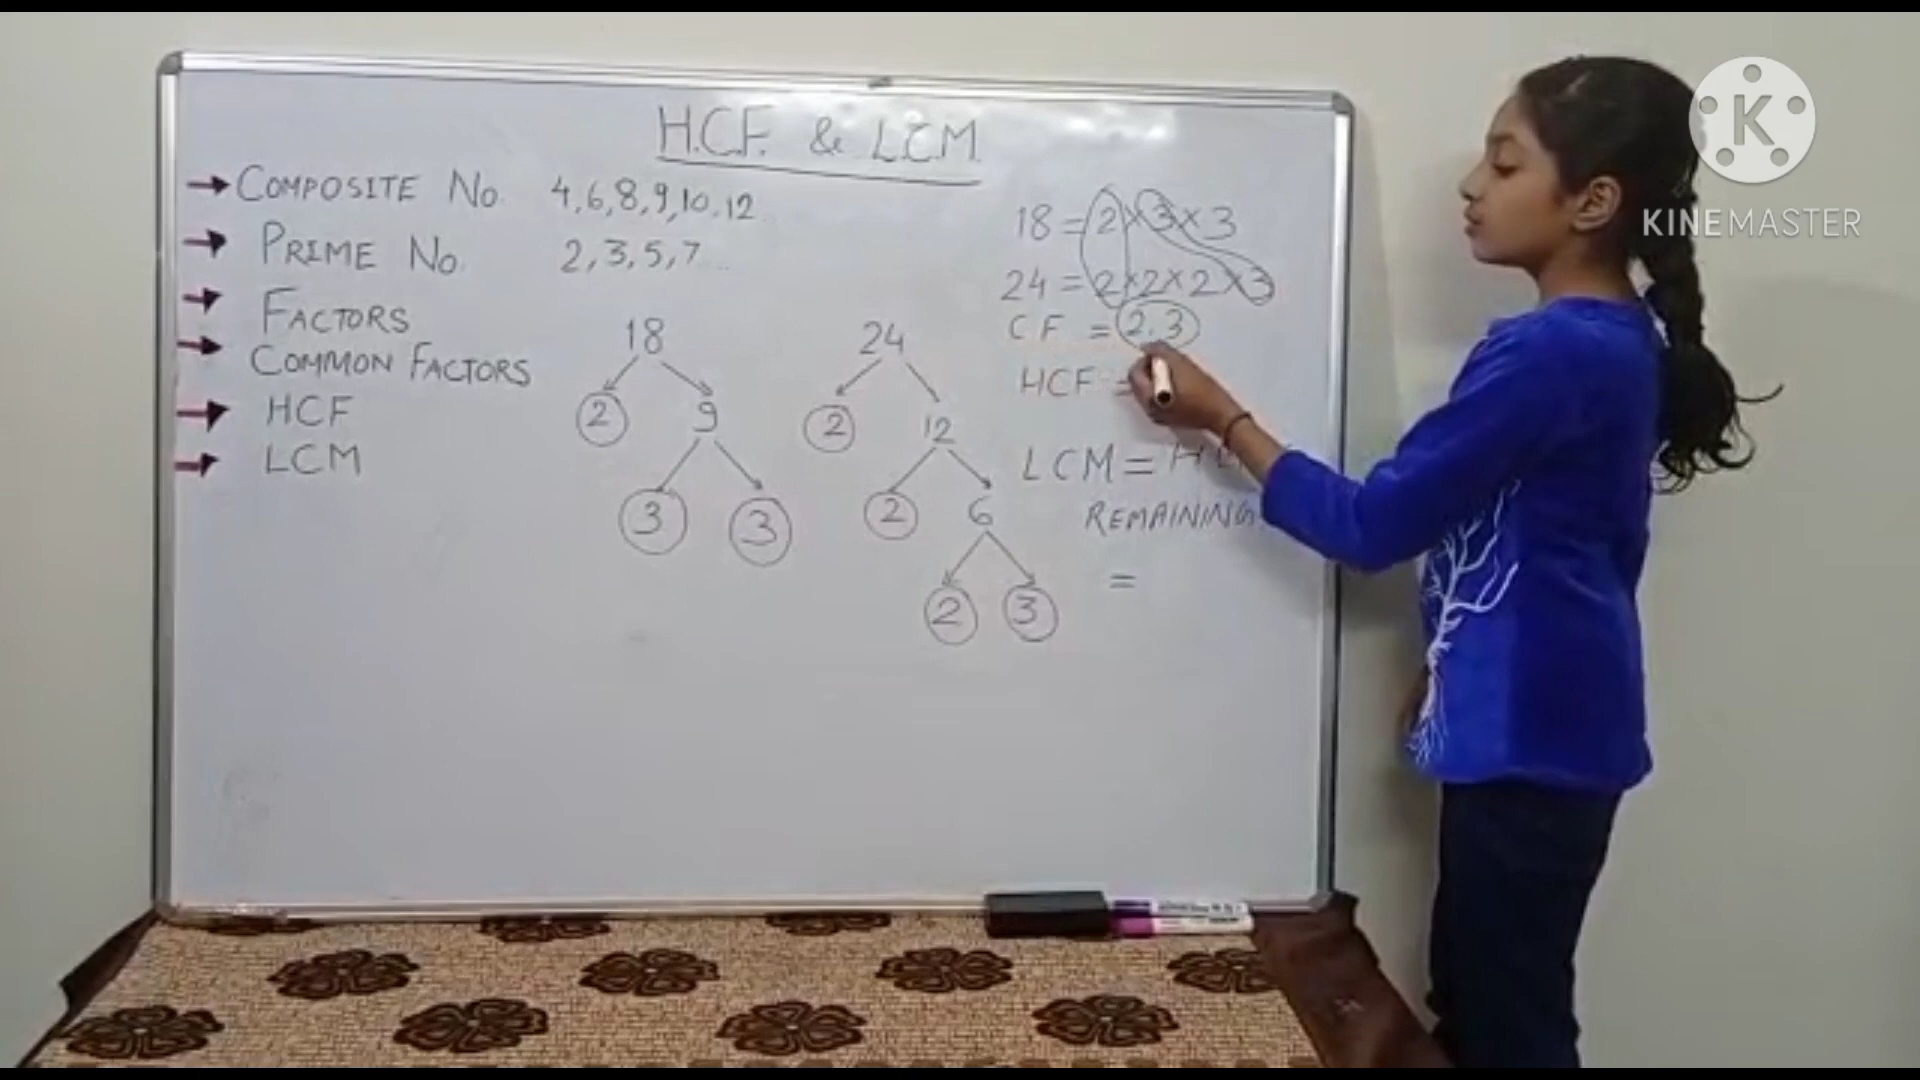 H.C.F. & L.C.M.
→ COMPOSITE No. 4,6,8,9,10,12
→ PRIME No. 2,3,5,7...
→ FACTORS
→ COMMON FACTORS
→ HCF
→ LCM
18
2 9
3 3
24
2 12
2 6
2 3
18 = 2×3×3
24 = 2×2×2×3
CF = 2,3
HCF =
LCM =
REMAINING
=
K
KINEMASTER